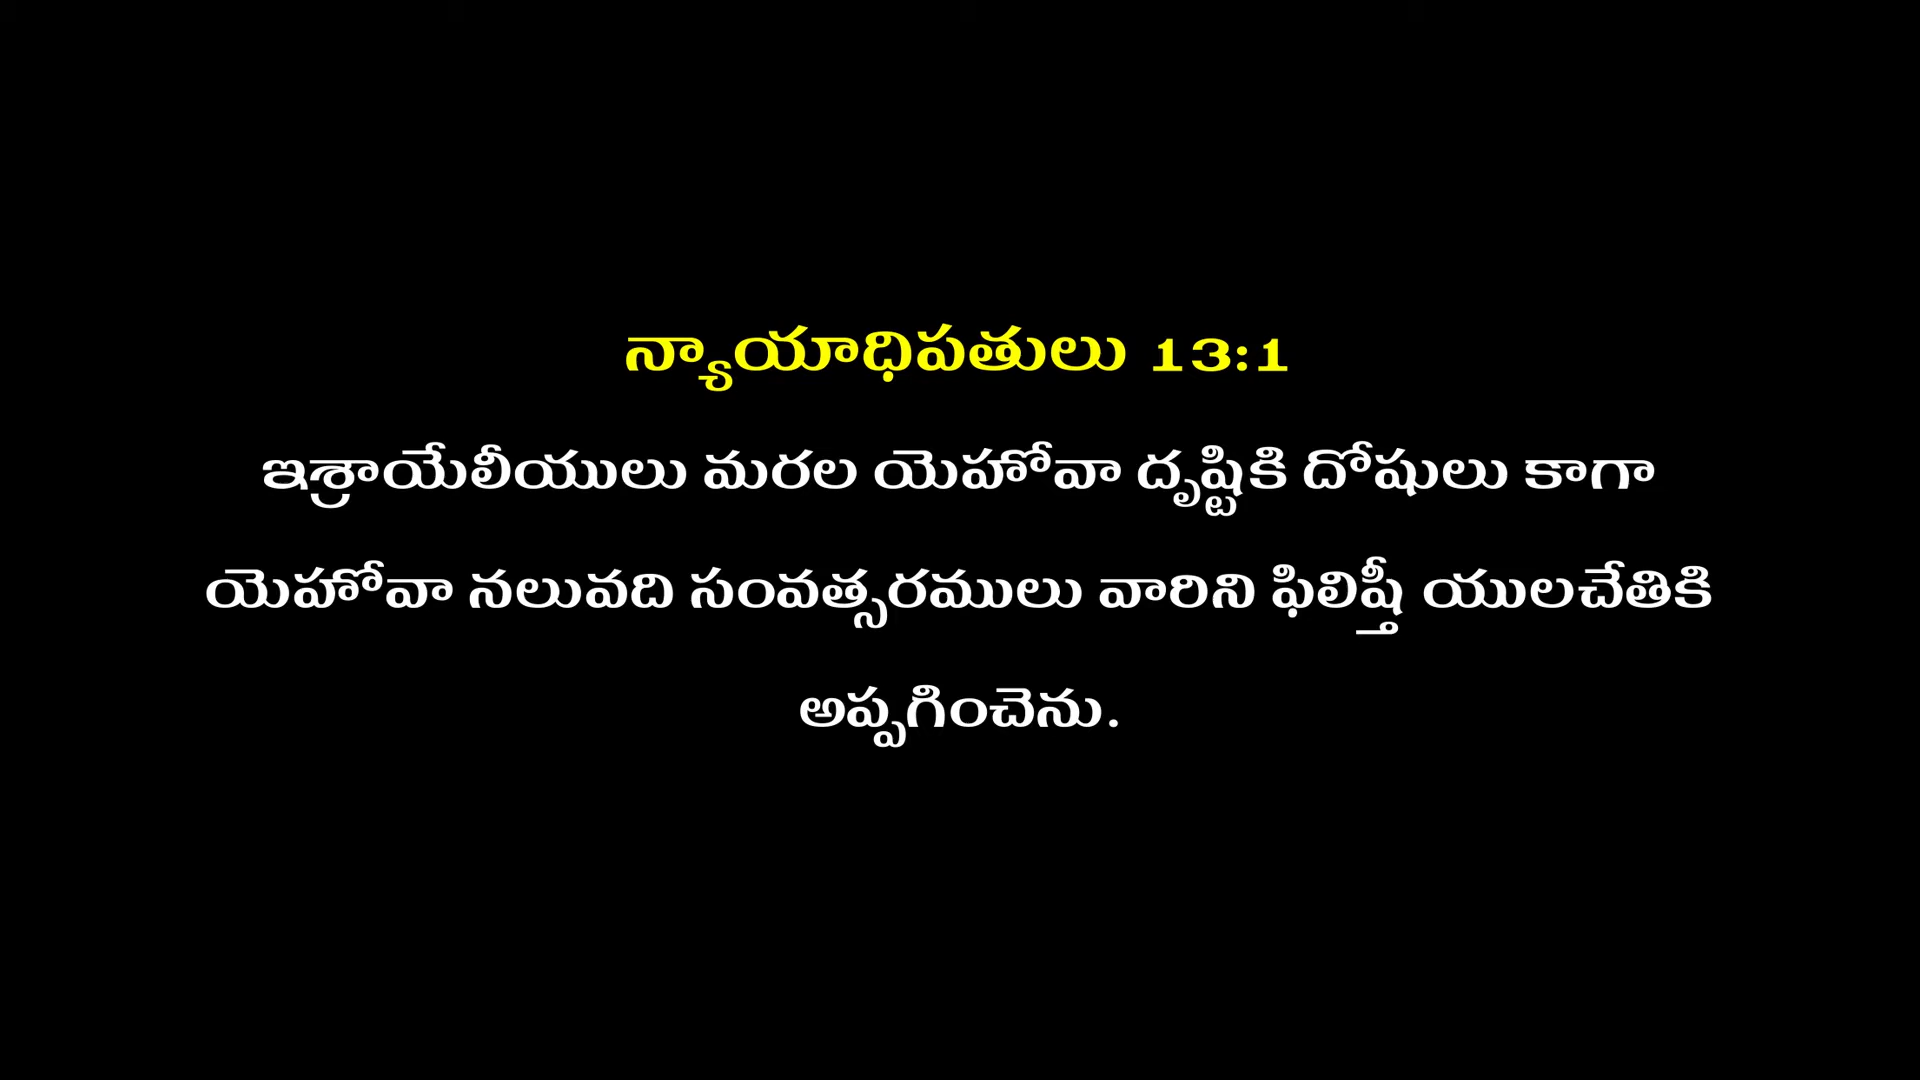 న్యాయాధిపతులు 13:1
ఇశ్రాయేలీయులు మరల యెహోవా దృష్టికి దోషులు కాగా
యెహోవా నలువది సంవత్సరములు వారిని ఫిలిష్తీ యులచేతికి
అప్పగించెను.